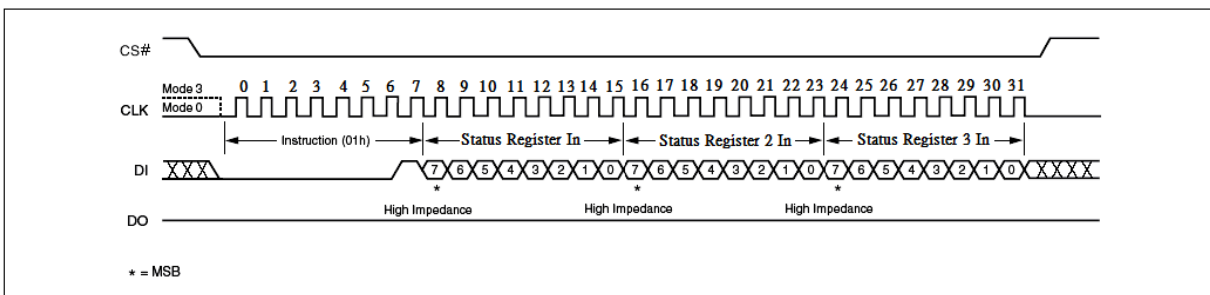 CS#
Mode 3 0 1 2 3 4 5 6 7 8 9 10 11 12 13 14 15 16 17 18 19 20 21 22 23 24 25 26 27 28 29 30 31
CLK Mode 0
Instruction (01h) Status Register In Status Register 2 In Status Register 3 In
DI 7 6 5 4 3 2 1 0 7 6 5 4 3 2 1 0 7 6 5 4 3 2 1 0
* * *
High Impedance High Impedance High Impedance
DO
* = MSB